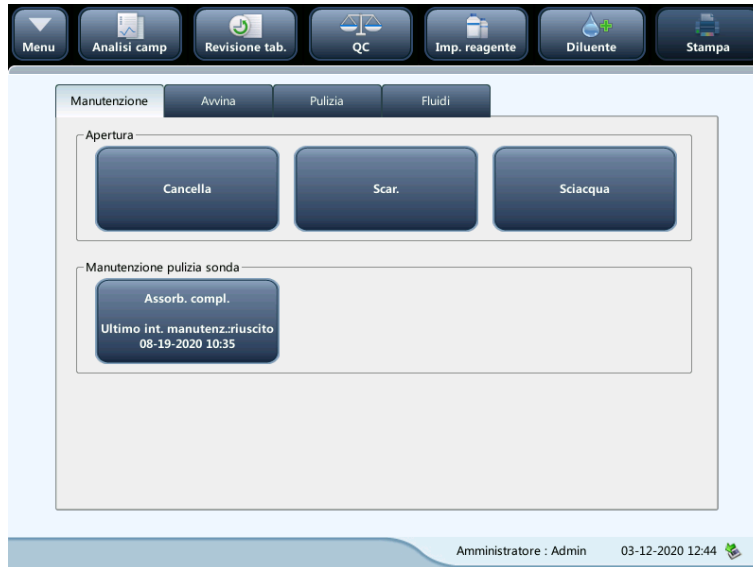 Menu
Analisi camp
Revisione tab.
QC
Imp. reagente
Diluente
Stampa
Manutenzione
Avvina
Pulizia
Fluidi
Apertura
Cancella
Scar.
Sciacqua
Manutenzione pulizia sonda
Assorb. compl.
Ultimo int. manutenz.:riuscito
08-19-2020 10:35
Amministratore : Admin
03-12-2020 12:44